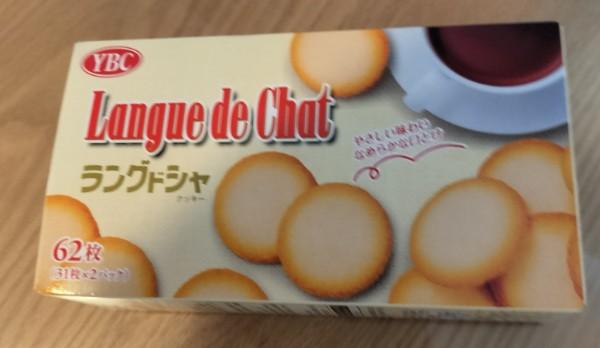 YBC
Langue de Chat
ラングドシャ
クッキー
やさしい味わい
なめらかなくちどけ
62枚
(31枚×2パック)